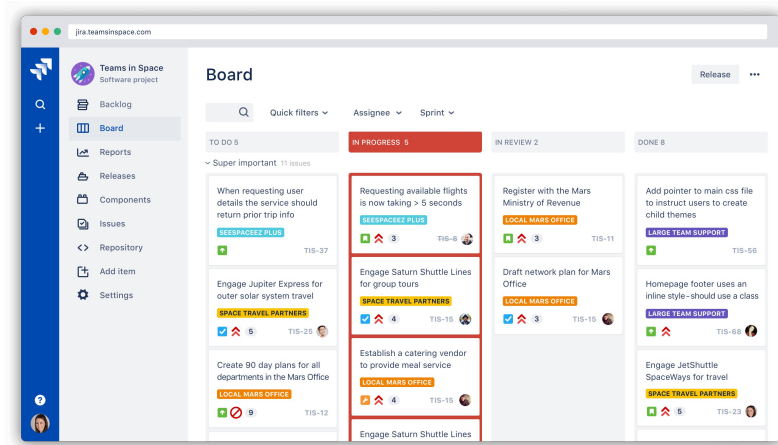 jira.teamsinspace.com
Teams in Space
Software project
Backlog
Board
Reports
Releases
Components
Issues
Repository
Add item
Settings
Board
Release
Quick filters
Assignee
Sprint
TO DO 5
IN PROGRESS 5
IN REVIEW 2
DONE 8
Super important 11 issues
When requesting user
details the service should
return prior trip info
SEESPACEEZ PLUS
TIS-37
Engage Jupiter Express for
outer solar system travel
SPACE TRAVEL PARTNERS
5 TIS-25
Create 90 day plans for all
departments in the Mars Office
LOCAL MARS OFFICE
9 TIS-12
Requesting available flights
is now taking > 5 seconds
SEESPACEEZ PLUS
3 TIS-8
Engage Saturn Shuttle Lines
for group tours
SPACE TRAVEL PARTNERS
4 TIS-15
Establish a catering vendor
to provide meal service
LOCAL MARS OFFICE
4 TIS-15
Engage Saturn Shuttle Lines
Register with the Mars
Ministry of Revenue
LOCAL MARS OFFICE
3 TIS-11
Draft network plan for Mars
Office
LOCAL MARS OFFICE
3 TIS-15
Add pointer to main css file
to instruct users to create
child themes
LARGE TEAM SUPPORT
TIS-56
Homepage footer uses an
inline style-should use a class
LARGE TEAM SUPPORT
TIS-68
Engage JetShuttle
SpaceWays for travel
SPACE TRAVEL PARTNERS
5 TIS-23
?